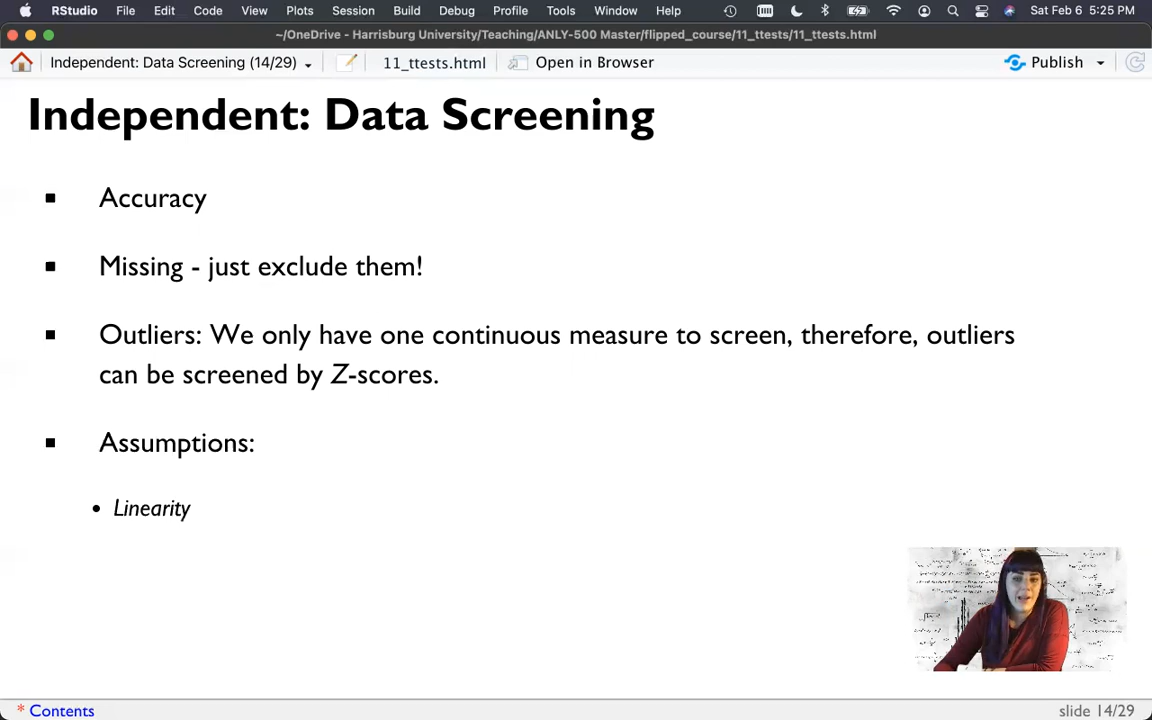 RStudio File Edit Code View Plots Session Build Debug Profile Tools Window Help Sat Feb 6 5:25 PM
~/OneDrive - Harrisburg University/Teaching/ANLY-500 Master/flipped_course/11_ttests/11_ttests.html
Independent: Data Screening (14/29) 11_ttests.html Open in Browser Publish
Independent: Data Screening
▪ Accuracy
▪ Missing - just exclude them!
▪ Outliers: We only have one continuous measure to screen, therefore, outliers
can be screened by Z-scores.
▪ Assumptions:
• Linearity
* Contents slide 14/29